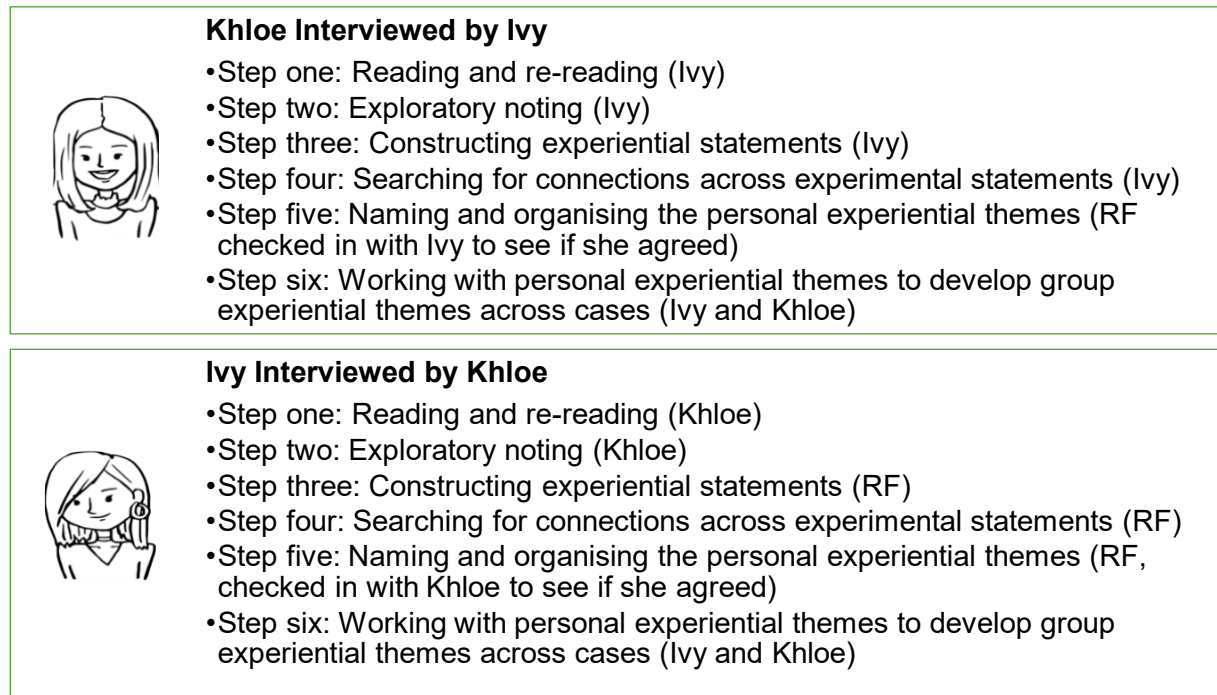 Khloe Interviewed by Ivy
•Step one: Reading and re-reading (Ivy)
•Step two: Exploratory noting (Ivy)
•Step three: Constructing experiential statements (Ivy)
•Step four: Searching for connections across experimental statements (Ivy)
•Step five: Naming and organising the personal experiential themes (RF
checked in with Ivy to see if she agreed)
•Step six: Working with personal experiential themes to develop group
experiential themes across cases (Ivy and Khloe)
Ivy Interviewed by Khloe
•Step one: Reading and re-reading (Khloe)
•Step two: Exploratory noting (Khloe)
•Step three: Constructing experiential statements (RF)
•Step four: Searching for connections across experimental statements (RF)
•Step five: Naming and organising the personal experiential themes (RF,
checked in with Khloe to see if she agreed)
•Step six: Working with personal experiential themes to develop group
experiential themes across cases (Ivy and Khloe)